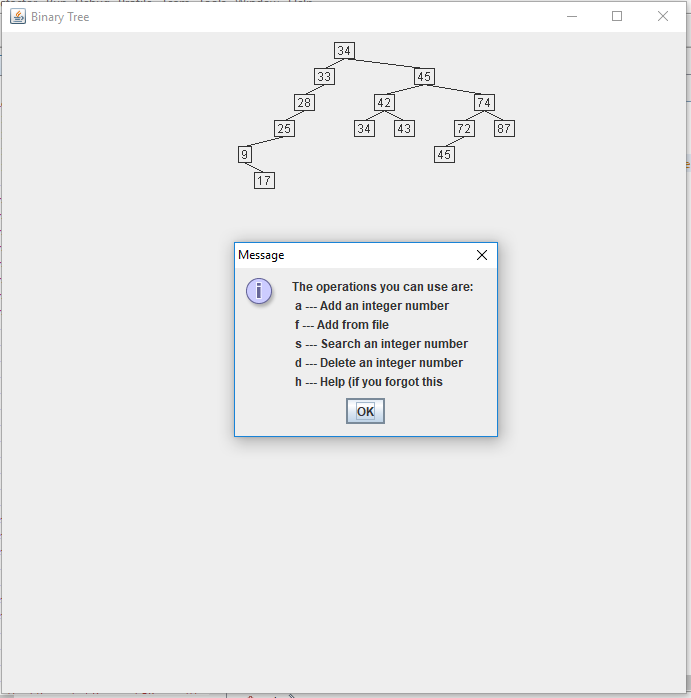 Binary Tree
34
33 45
28 42 74
25 34 43 72 87
9 45
17
Message
The operations you can use are:
a --- Add an integer number
f --- Add from file
s --- Search an integer number
d --- Delete an integer number
h --- Help (if you forgot this
OK